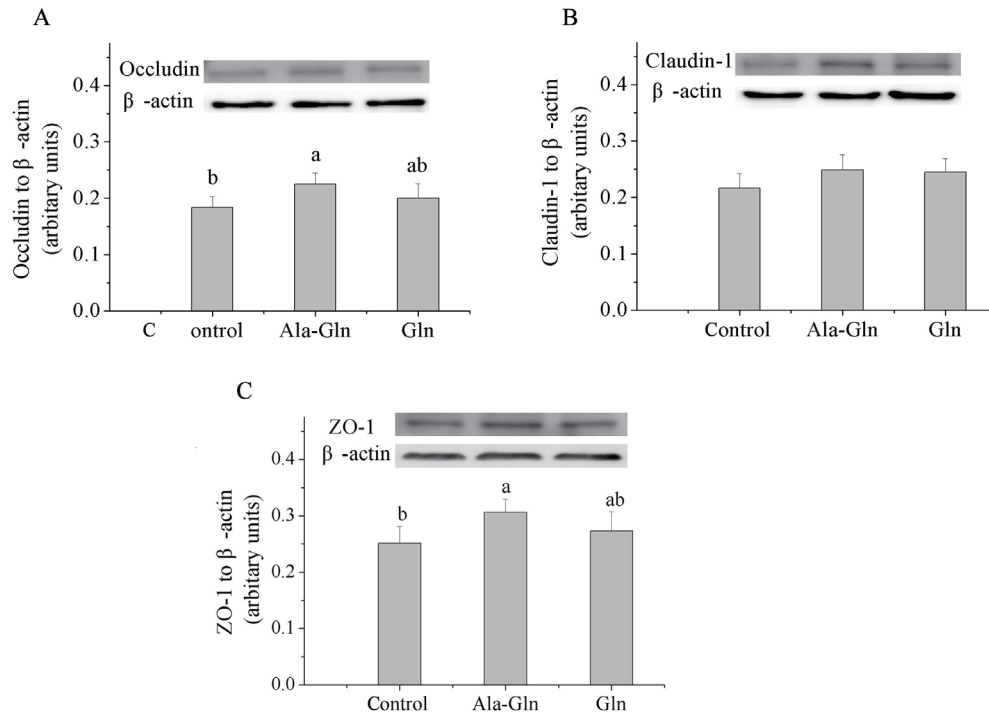 A
Occludin
β -actin
Occludin to β -actin
(arbitary units)
0.4
0.3
0.2
0.1
0.0
b
a
ab
C ontrol
Ala-Gln
Gln
B
Claudin-1
β -actin
Claudin-1 to β -actin
(arbitary units)
0.4
0.3
0.2
0.1
0.0
Control
Ala-Gln
Gln
C
ZO-1
β -actin
ZO-1 to β -actin
(arbitary units)
0.4
0.3
0.2
0.1
0.0
b
a
ab
Control
Ala-Gln
Gln